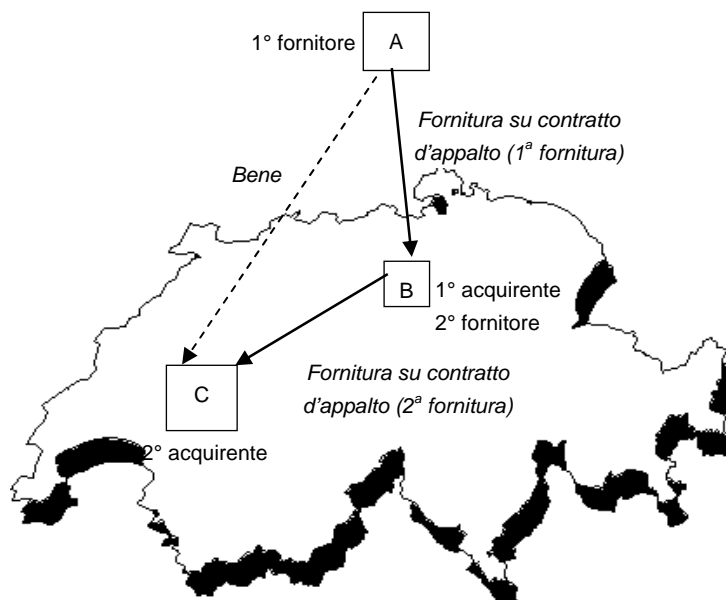 1° fornitore
A
Fornitura su contratto
d'appalto (1ª fornitura)
Bene
B
1° acquirente
2° fornitore
C
Fornitura su contratto
d'appalto (2ª fornitura)
2° acquirente